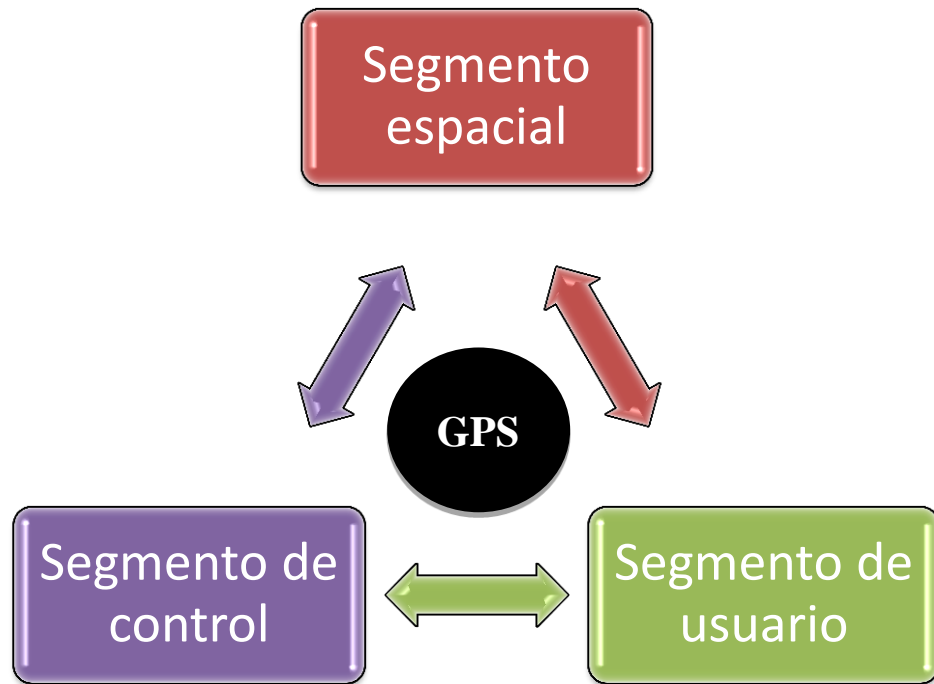 Segmento
espacial
GPS
Segmento de
control
Segmento de
usuario